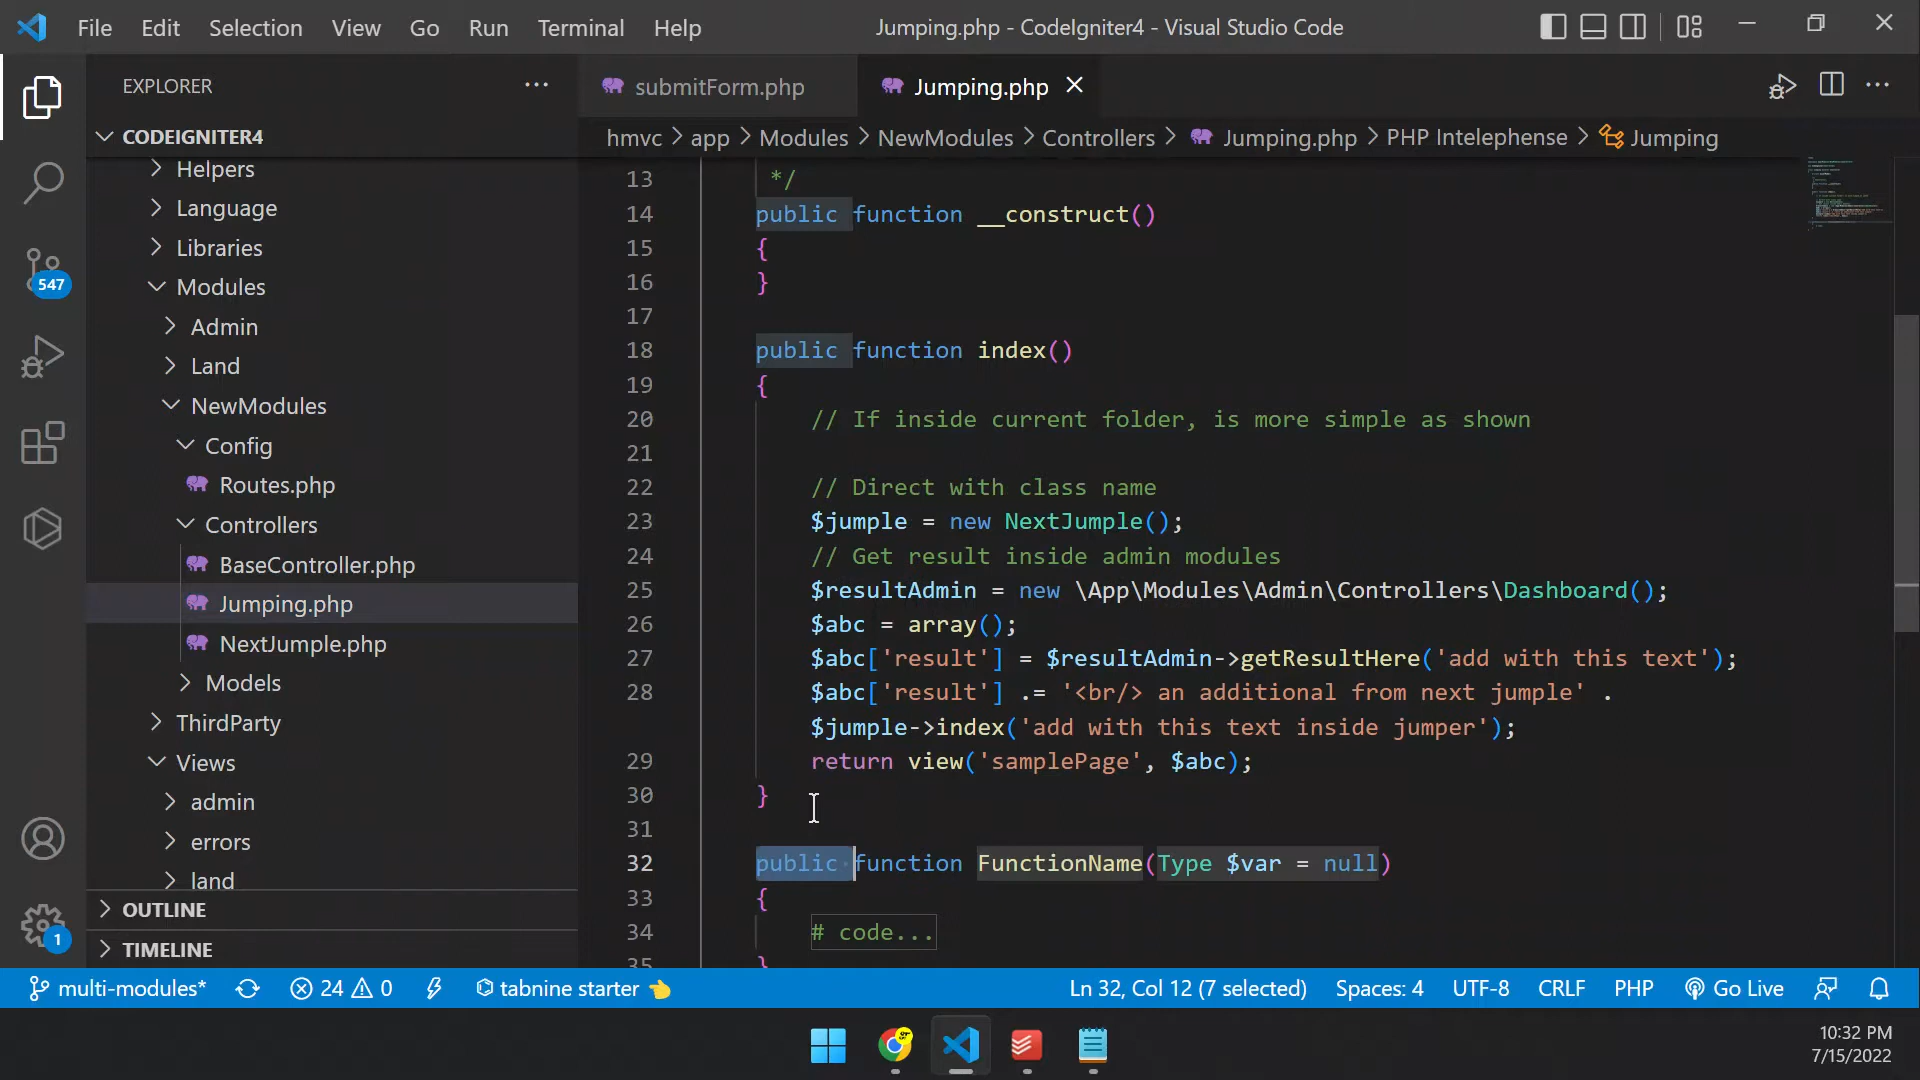 File Edit Selection View Go Run Terminal Help
Jumping.php - CodeIgniter4 - Visual Studio Code
EXPLORER
CODEIGNITER4
Helpers
Language
Libraries
Modules
Admin
Land
NewModules
Config
Routes.php
Controllers
BaseController.php
Jumping.php
NextJumple.php
Models
ThirdParty
Views
admin
errors
land
OUTLINE
TIMELINE
547
1
submitForm.php
Jumping.php
hmvc > app > Modules > NewModules > Controllers > Jumping.php > PHP Intelephense > Jumping
13 */
14 public function __construct()
15 {
16 }
17
18 public function index()
19 {
20 // If inside current folder, is more simple as shown
21
22 // Direct with class name
23 $jumple = new NextJumple();
24 // Get result inside admin modules
25 $resultAdmin = new \App\Modules\Admin\Controllers\Dashboard();
26 $abc = array();
27 $abc['result'] = $resultAdmin->getResultHere('add with this text');
28 $abc['result'] .= '<br/> an additional from next jumple' .
$jumple->index('add with this text inside jumper');
29 return view('samplePage', $abc);
30 }
31
32 public function FunctionName(Type $var = null)
33 {
34 # code...
35 }
multi-modules* 24 0 tabnine starter Ln 32, Col 12 (7 selected) Spaces: 4 UTF-8 CRLF PHP Go Live
10:32 PM
7/15/2022